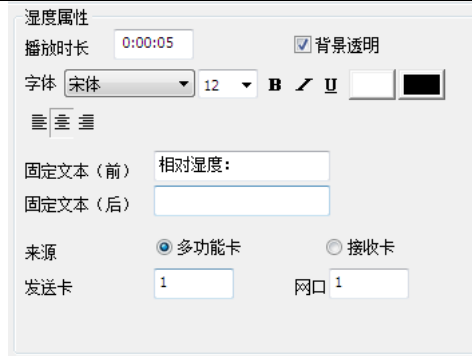 湿度属性
播放时长 0:00:05 背景透明
字体 宋体 12 B I U
固定文本（前） 相对湿度：
固定文本（后）
来源 多功能卡 接收卡
发送卡 1 网口 1